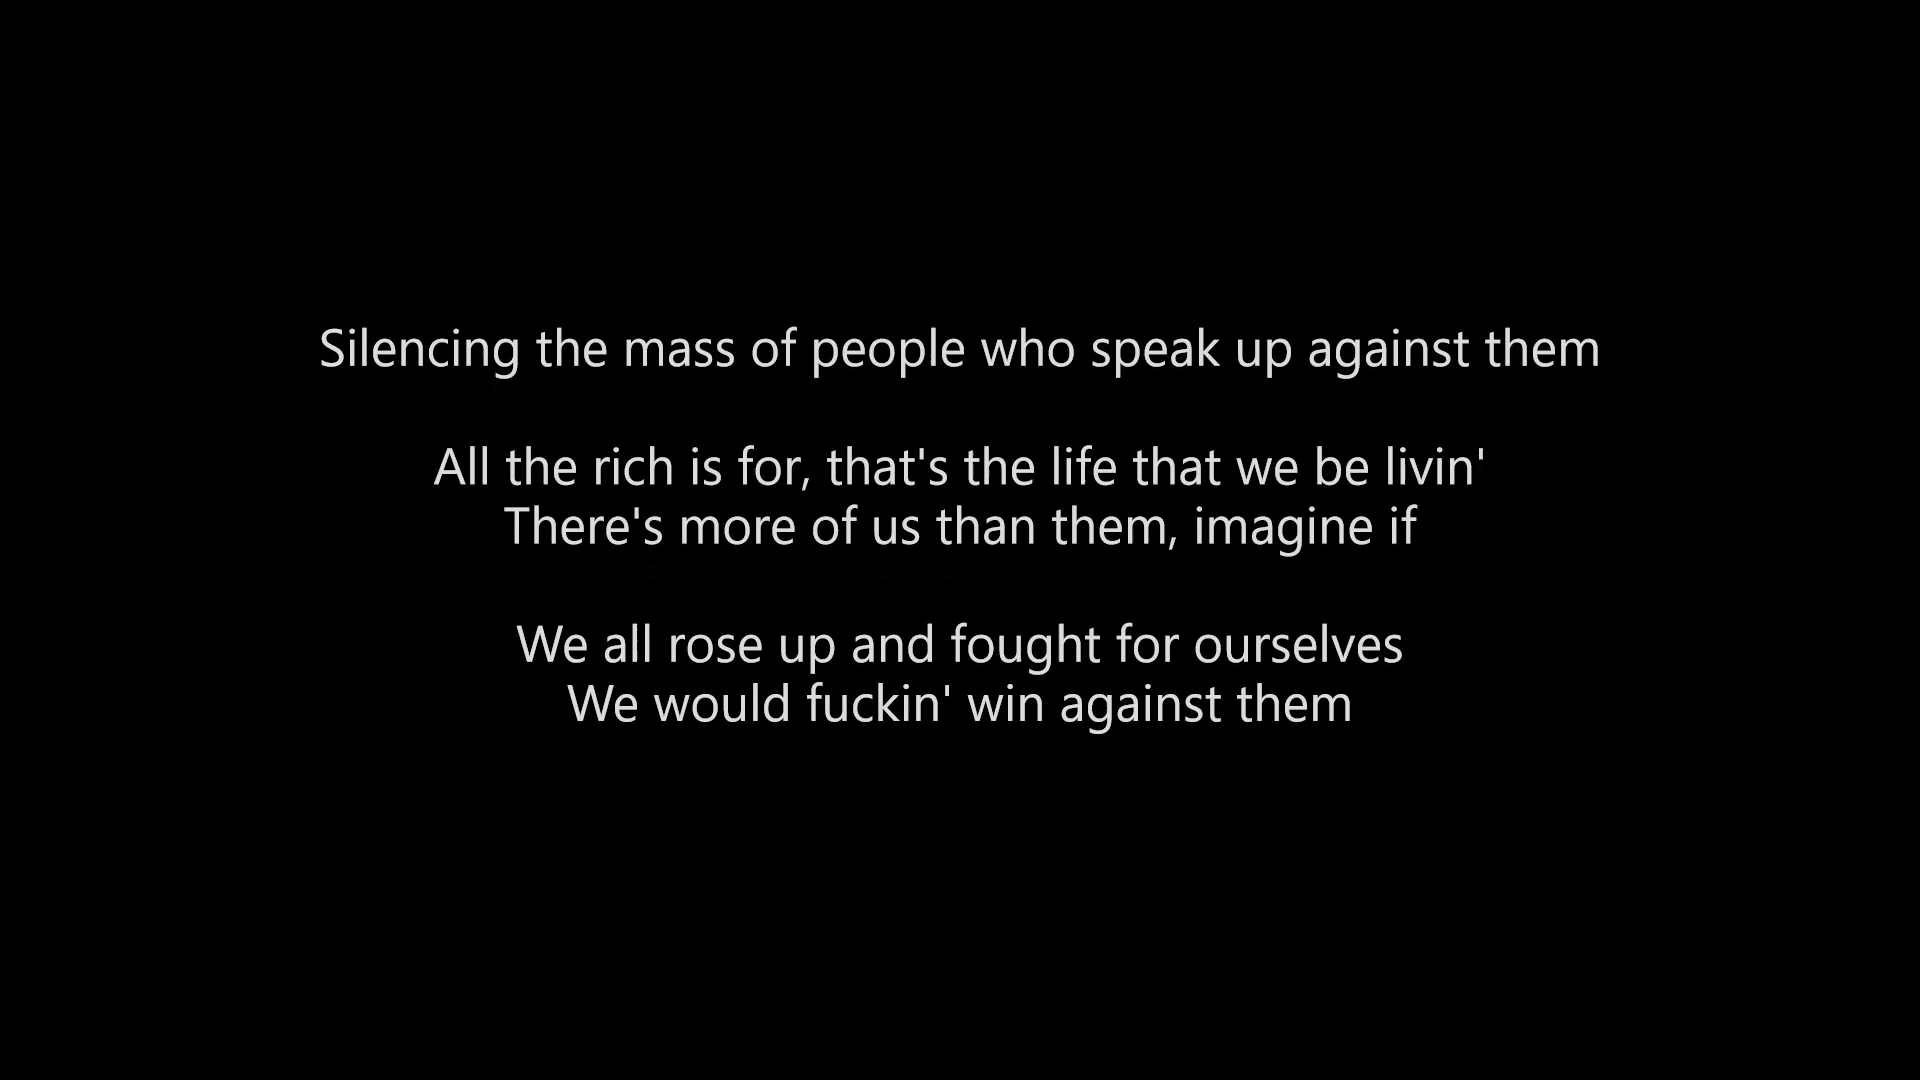 Silencing the mass of people who speak up against them
All the rich is for, that's the life that we be livin'
There's more of us than them, imagine if
We all rose up and fought for ourselves
We would fuckin' win against them